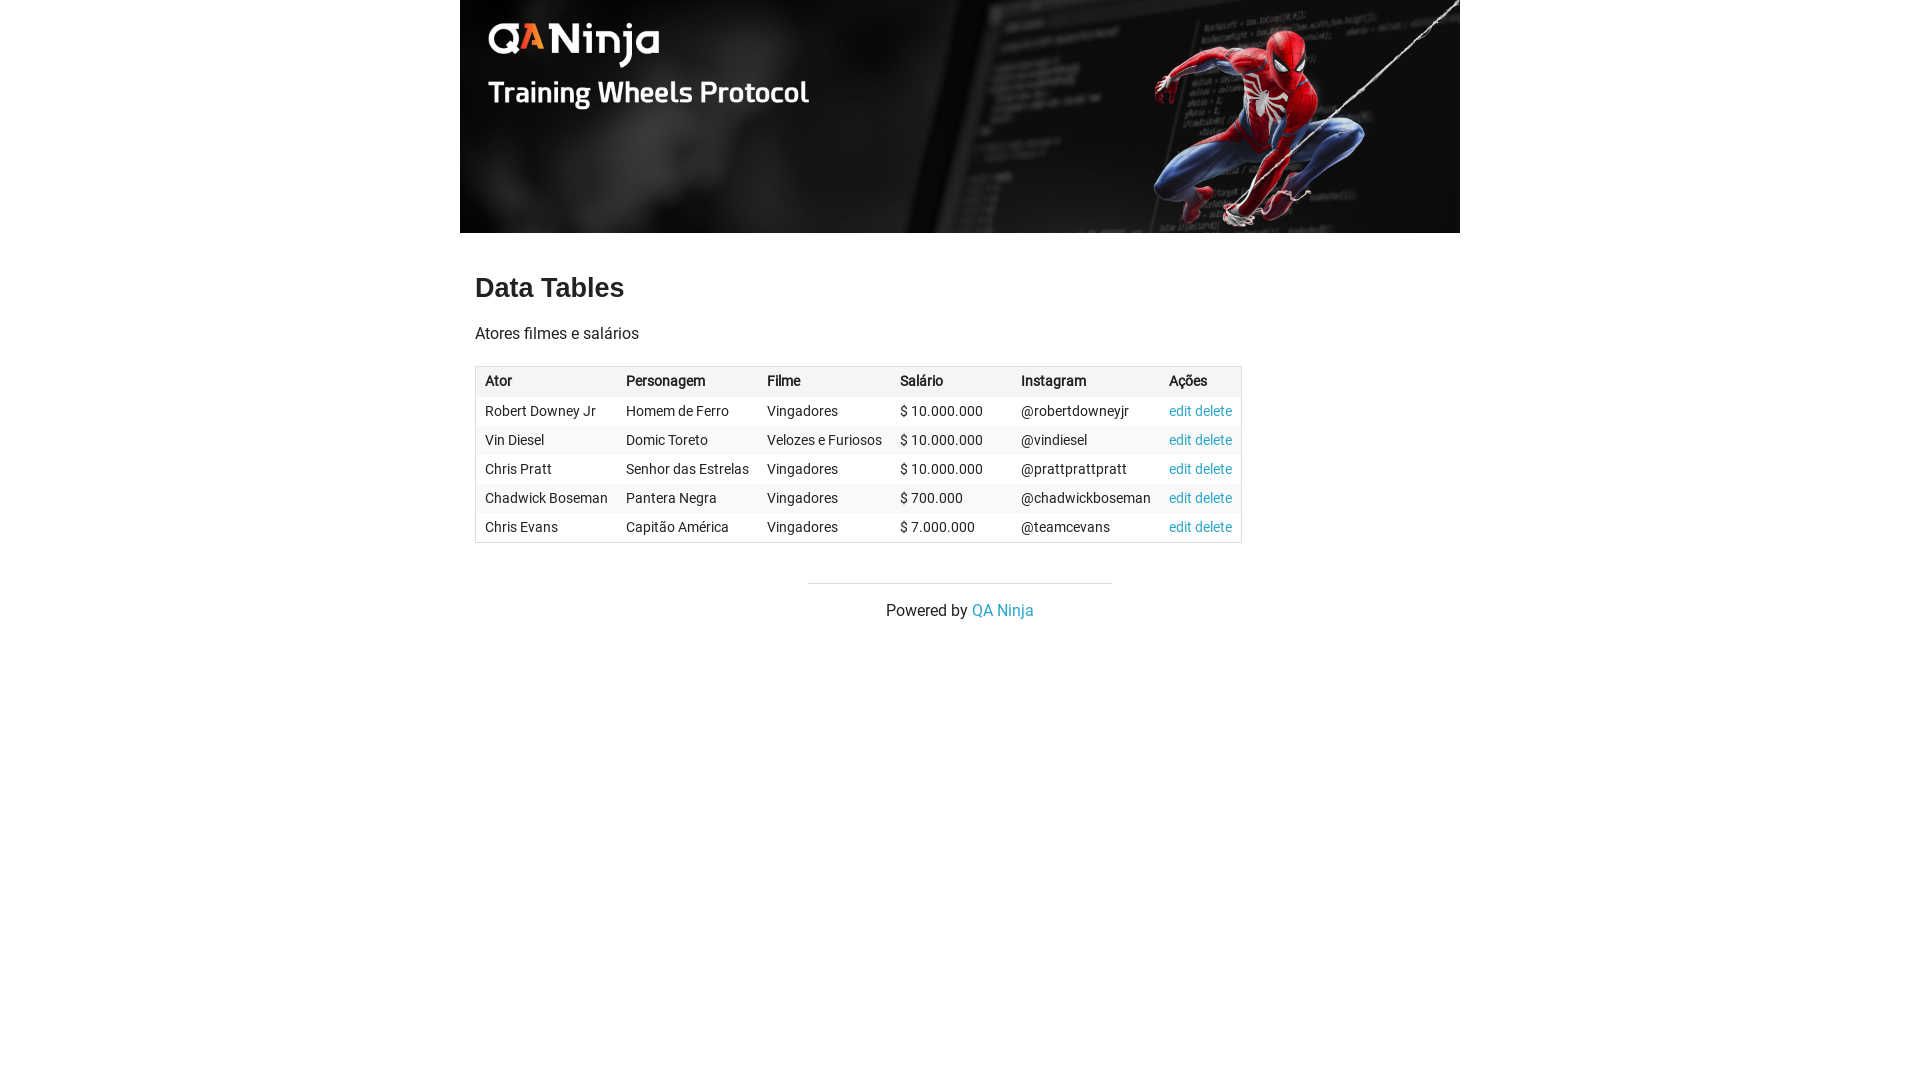 QANinja
Training Wheels Protocol
Data Tables
Atores filmes e salários
Ator Personagem Filme Salário Instagram Ações
Robert Downey Jr Homem de Ferro Vingadores $ 10.000.000 @robertdowneyjr edit delete
Vin Diesel Domic Toreto Velozes e Furiosos $ 10.000.000 @vindiesel edit delete
Chris Pratt Senhor das Estrelas Vingadores $ 10.000.000 @prattprattpratt edit delete
Chadwick Boseman Pantera Negra Vingadores $ 700.000 @chadwickboseman edit delete
Chris Evans Capitão América Vingadores $ 7.000.000 @teamcevans edit delete
Powered by QA Ninja